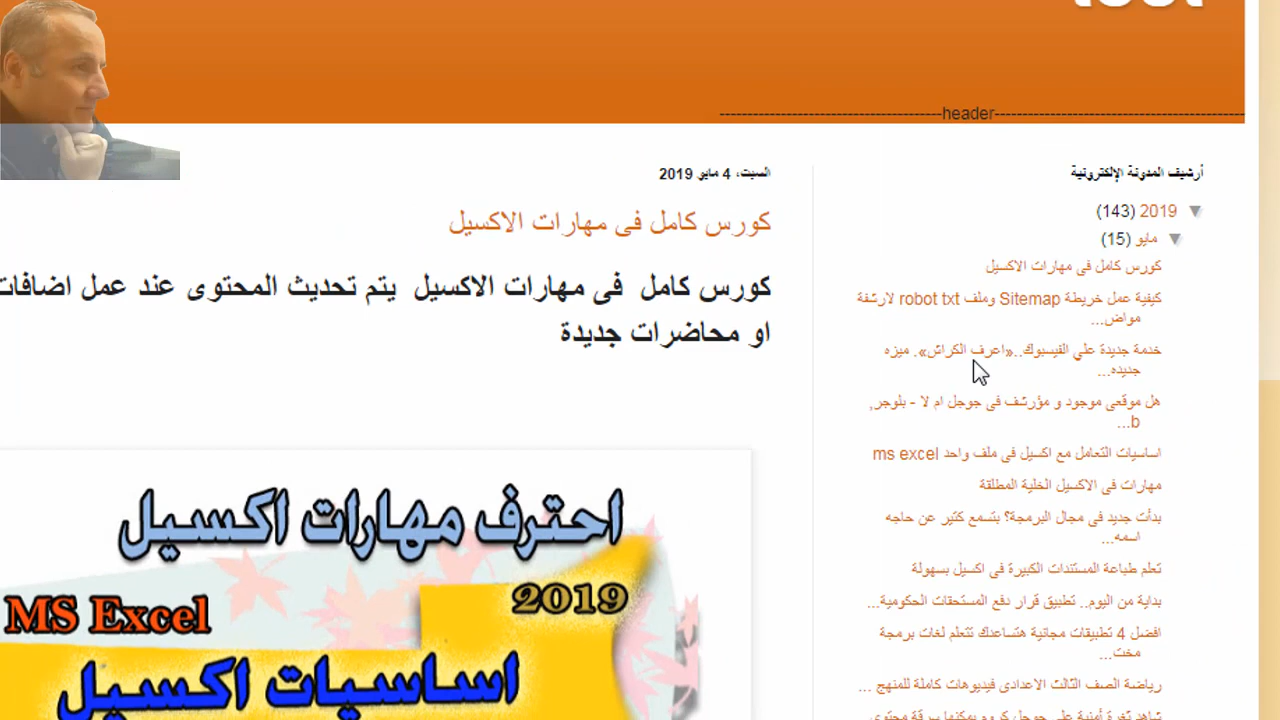 header
السبت، 4 مايو 2019
كورس كامل فى مهارات الاكسيل
كورس كامل فى مهارات الاكسيل يتم تحديث المحتوى عند عمل اضافات
او محاضرات جديدة
احترف مهارات اكسيل
2019
MS Excel
اساسيات اكسيل
أرشيف المدونة الإلكترونية
▼ 2019 (143)
▼ مايو (15)
كورس كامل فى مهارات الاكسيل
كيفية عمل خريطة Sitemap وملف robot txt لارشفة
مواض...
خدمة جديدة علي الفيسبوك..«اعرف الكراش». ميزه
جديده...
هل موقعى موجود و مؤرشف فى جوجل ام لا - بلوجر,
b...
اساسيات التعامل مع اكسيل فى ملف واحد ms excel
مهارات فى الاكسيل الخلية المطلقة
بدأت جديد فى مجال البرمجة؟ بتسمع كتير عن حاجه
اسمه...
تعلم طباعة المستندات الكبيرة فى اكسيل بسهولة
بداية من اليوم.. تطبيق قرار دفع المستحقات الحكومية...
افضل 4 تطبيقات مجانية هتساعدك تتعلم لغات برمجة
مخت...
رياضة الصف الثالث الاعدادى فيديوهات كاملة للمنهج ...